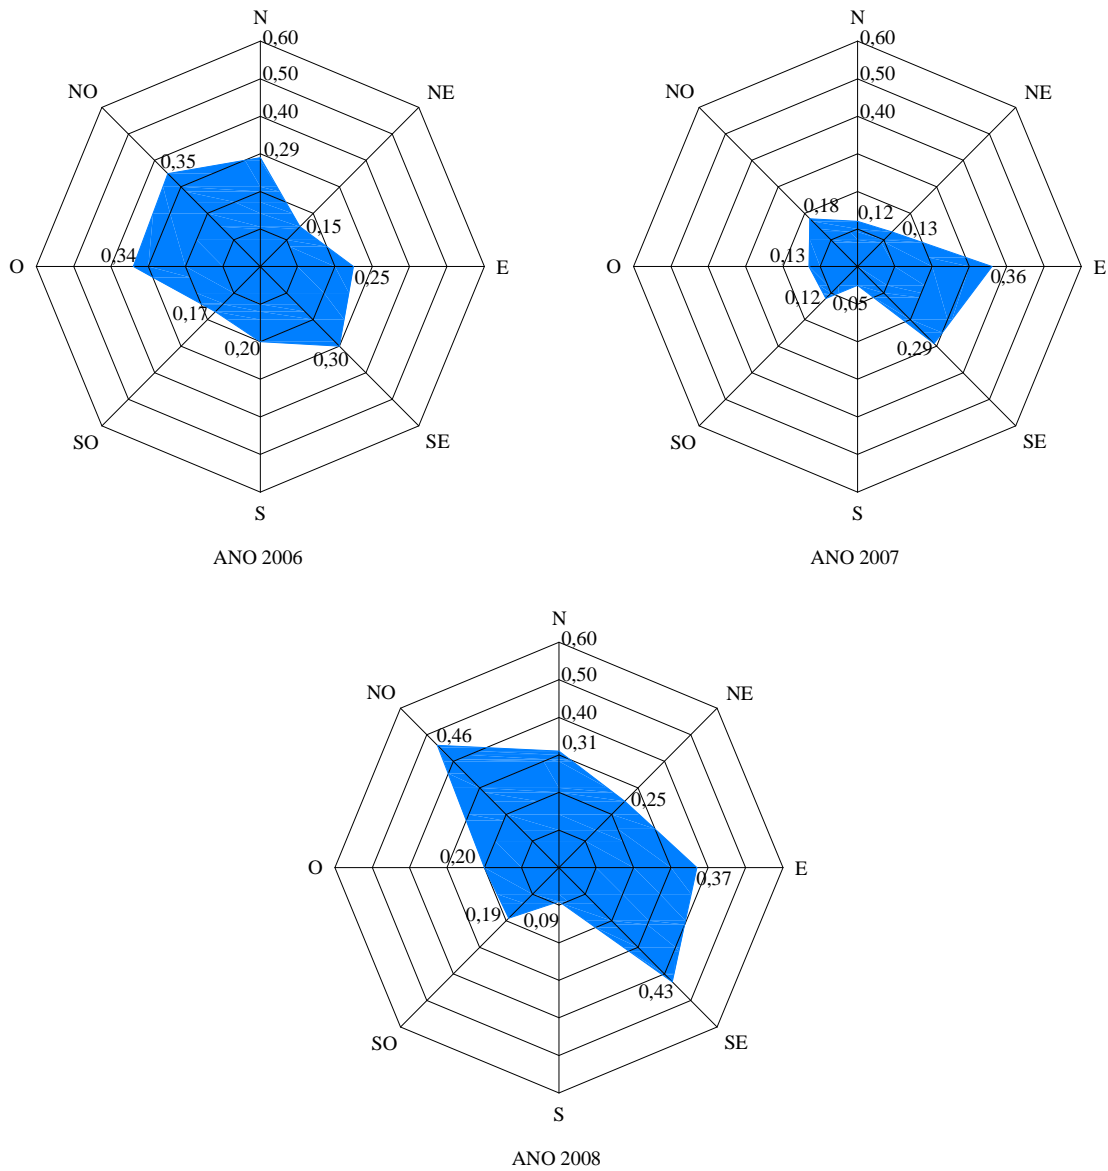 N
0,60
0,50
NO
NE
0,40
0,29
0,35
0,15
O
0,34
E
0,25
0,17
0,20
0,30
SO
SE
S
ANO 2006
N
0,60
0,50
NO
NE
0,40
0,18
0,12
0,13
O
0,13
E
0,36
0,12
0,05
0,29
SO
SE
S
ANO 2007
N
0,60
0,50
NO
NE
0,40
0,46
0,31
0,25
O
0,20
E
0,37
0,19
0,09
0,43
SO
SE
S
ANO 2008